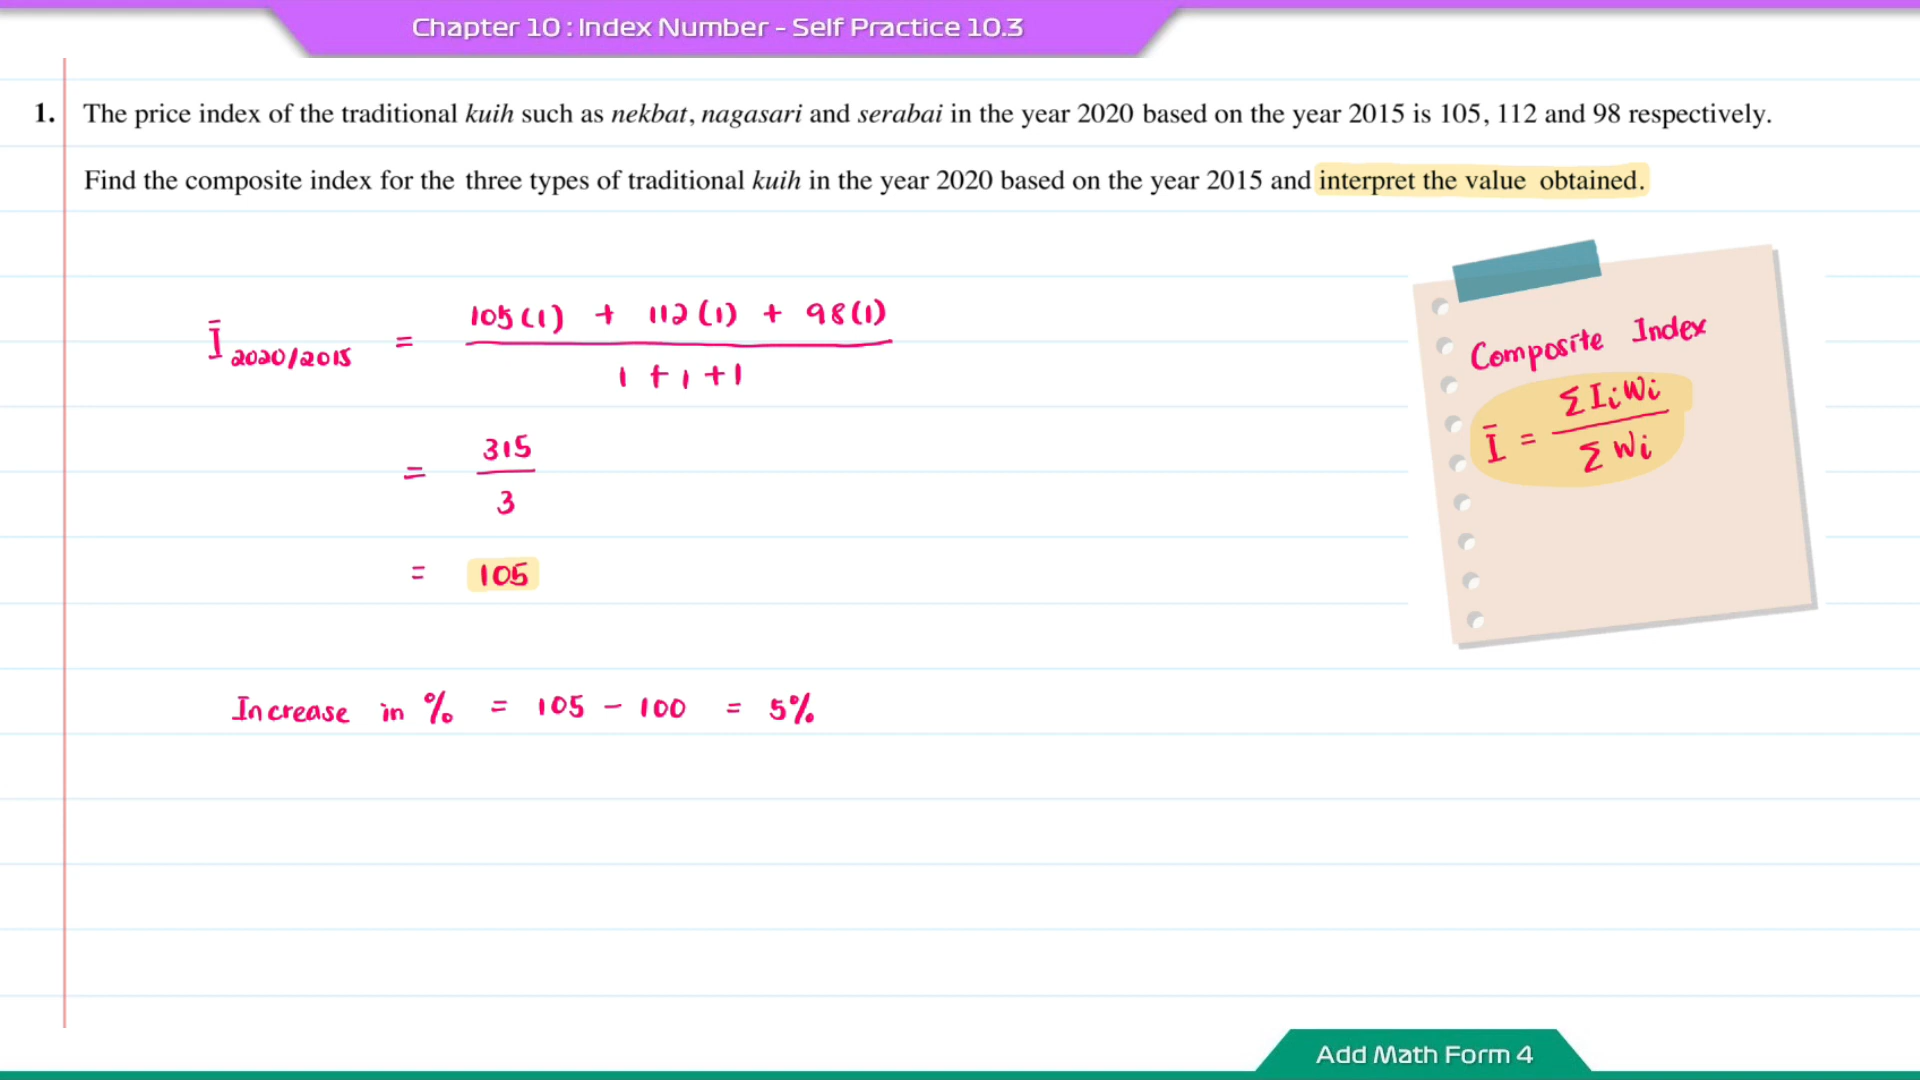 Chapter 10 : Index Number - Self Practice 10.3
1. The price index of the traditional kuih such as nekbat, nagasari and serabai in the year 2020 based on the year 2015 is 105, 112 and 98 respectively.
Find the composite index for the three types of traditional kuih in the year 2020 based on the year 2015 and interpret the value obtained.
Ī 2020/2015 = 105(1) + 112(1) + 98(1)
1 + 1 + 1
= 315
3
= 105
Increase in % = 105 - 100 = 5%
Composite Index
Ī = Σ IiWi
Σ Wi
Add Math Form 4